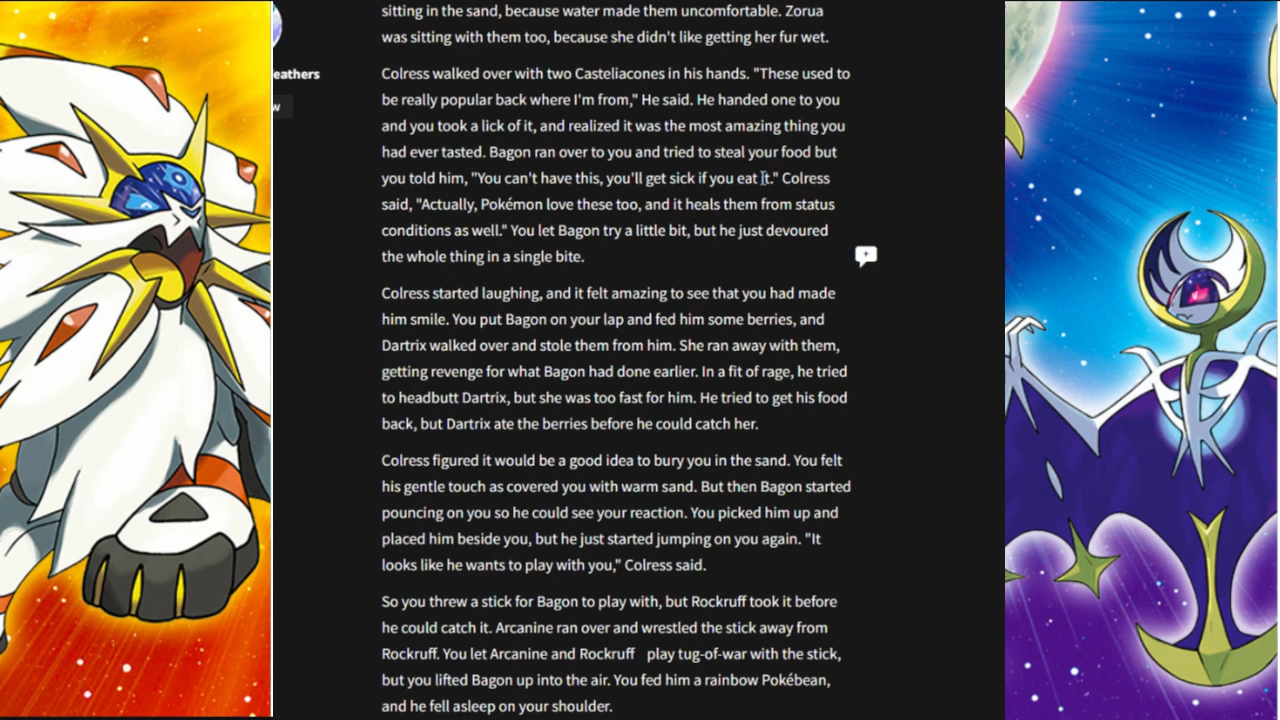 sitting in the sand, because water made them uncomfortable. Zorua
was sitting with them too, because she didn't like getting her fur wet.
eathers
w
Colress walked over with two Casteliacones in his hands. "These used to
be really popular back where I'm from," He said. He handed one to you
and you took a lick of it, and realized it was the most amazing thing you
had ever tasted. Bagon ran over to you and tried to steal your food but
you told him, "You can't have this, you'll get sick if you eat it." Colress
said, "Actually, Pokémon love these too, and it heals them from status
conditions as well." You let Bagon try a little bit, but he just devoured
the whole thing in a single bite.
Colress started laughing, and it felt amazing to see that you had made
him smile. You put Bagon on your lap and fed him some berries, and
Dartrix walked over and stole them from him. She ran away with them,
getting revenge for what Bagon had done earlier. In a fit of rage, he tried
to headbutt Dartrix, but she was too fast for him. He tried to get his food
back, but Dartrix ate the berries before he could catch her.
Colress figured it would be a good idea to bury you in the sand. You felt
his gentle touch as covered you with warm sand. But then Bagon started
pouncing on you so he could see your reaction. You picked him up and
placed him beside you, but he just started jumping on you again. "It
looks like he wants to play with you," Colress said.
So you threw a stick for Bagon to play with, but Rockruff took it before
he could catch it. Arcanine ran over and wrestled the stick away from
Rockruff. You let Arcanine and Rockruff play tug-of-war with the stick,
but you lifted Bagon up into the air. You fed him a rainbow Pokébean,
and he fell asleep on your shoulder.